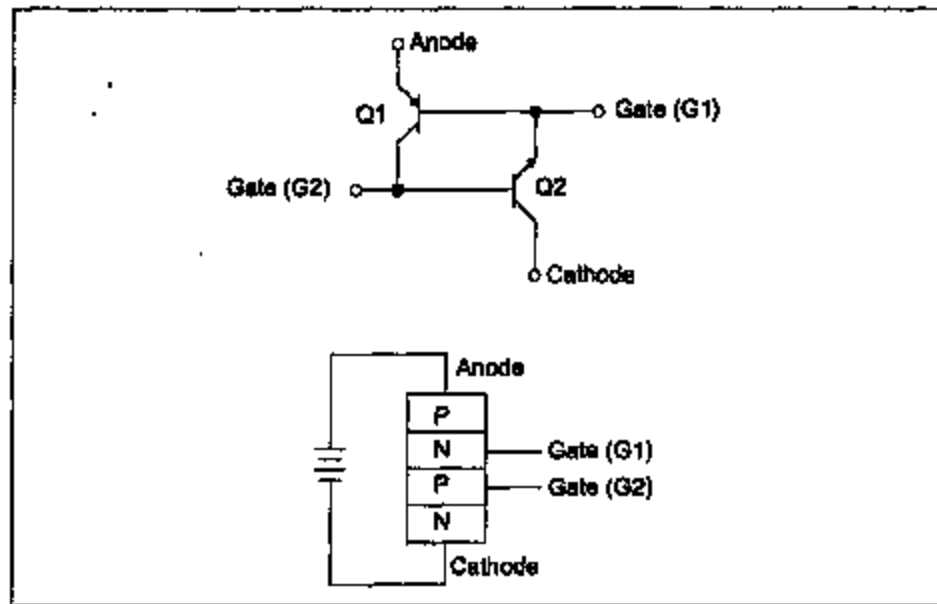 Anode
Q1
Gate (G1)
Gate (G2)
Q2
Cathode
Anode
P
N
Gate (G1)
P
Gate (G2)
N
Cathode